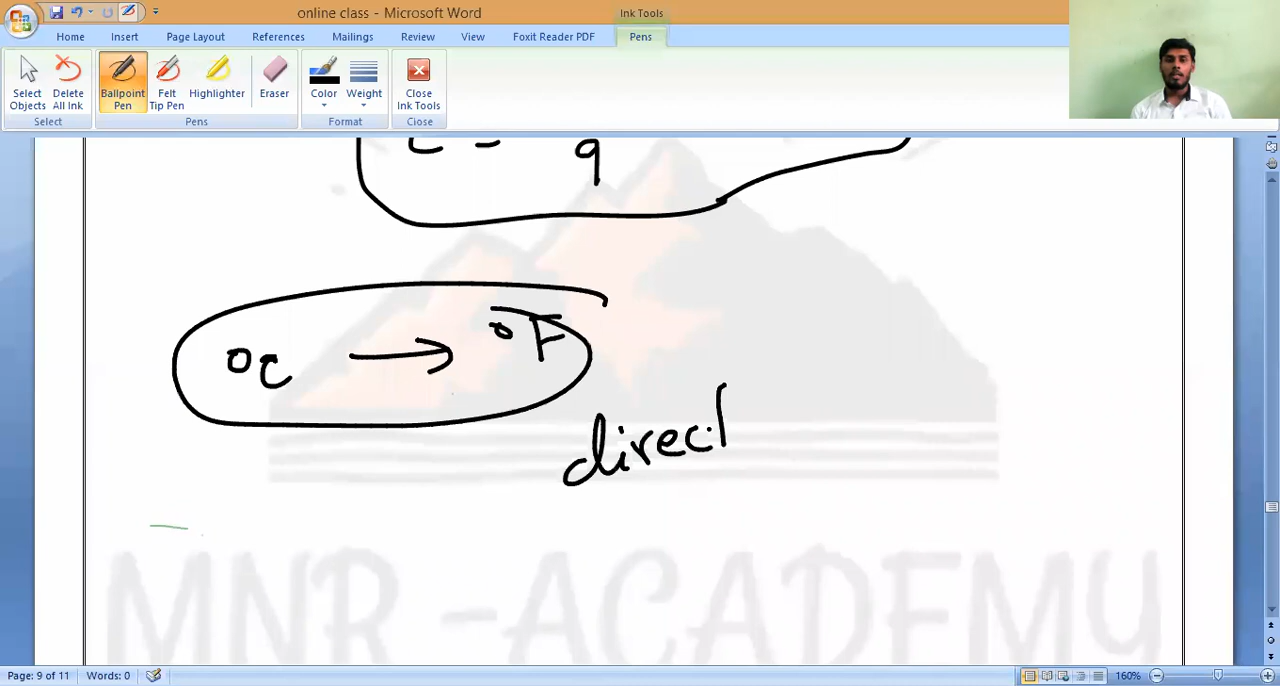 online class - Microsoft Word
Ink Tools
Home Insert Page Layout References Mailings Review View Foxit Reader PDF Pens
Select Objects Delete All Ink Ballpoint Pen Felt Tip Pen Highlighter Eraser Color Weight Close Ink Tools
Select Pens Format Close
C = 9
°C → °F
direct
MNR -ACADEMY
Page: 9 of 11 Words: 0 160%